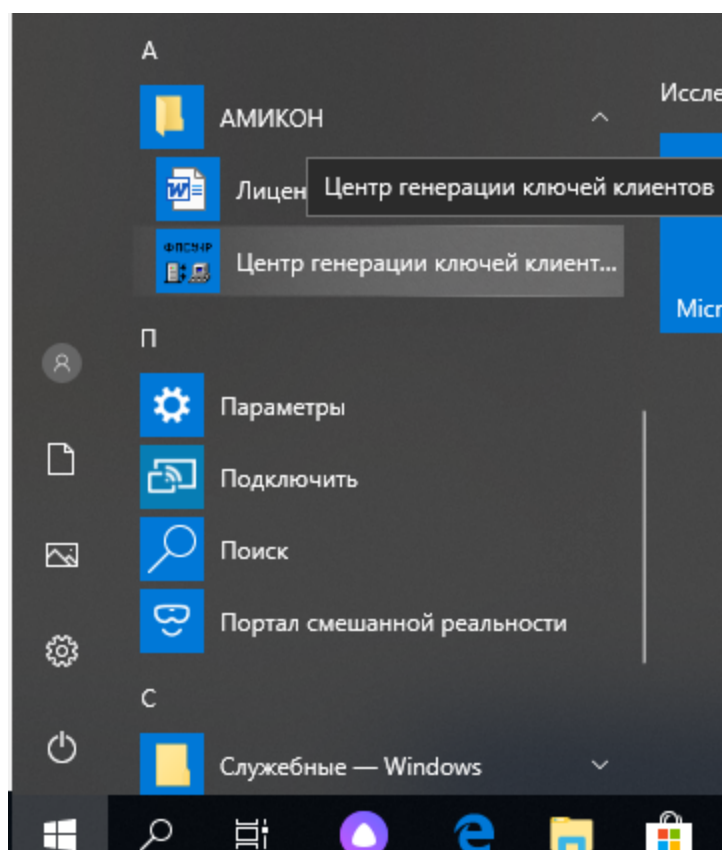 А
Иссле
АМИКОН
Лицен
Центр генерации ключей клиентов
ФПСУ/IP
Центр генерации ключей клиент...
Micr
П
Параметры
Подключить
Поиск
Портал смешанной реальности
С
Служебные — Windows